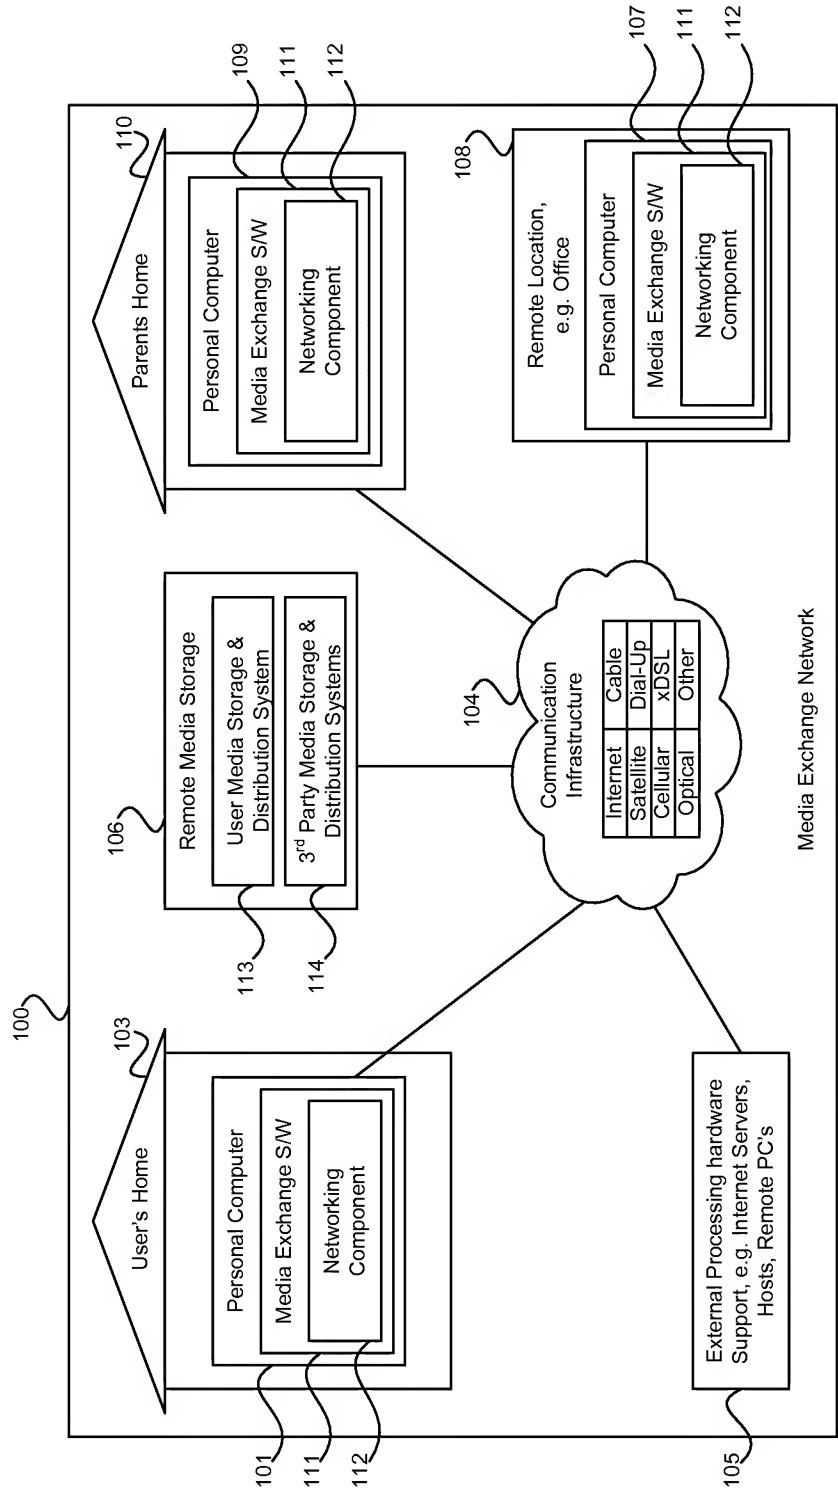 100
103
User's Home
Personal Computer
Media Exchange S/W
Networking
Component
101
111
112
106
Remote Media Storage
User Media Storage &
Distribution System
3rd Party Media Storage &
Distribution Systems
113
114
110
Parents Home
Personal Computer
Media Exchange S/W
Networking
Component
109
111
112
104
Communication
Infrastructure
Internet Cable
Satellite Dial-Up
Cellular xDSL
Optical Other
108
Remote Location,
e.g. Office
Personal Computer
Media Exchange S/W
Networking
Component
107
111
112
External Processing hardware
Support, e.g. Internet Servers,
Hosts, Remote PC's
105
Media Exchange Network